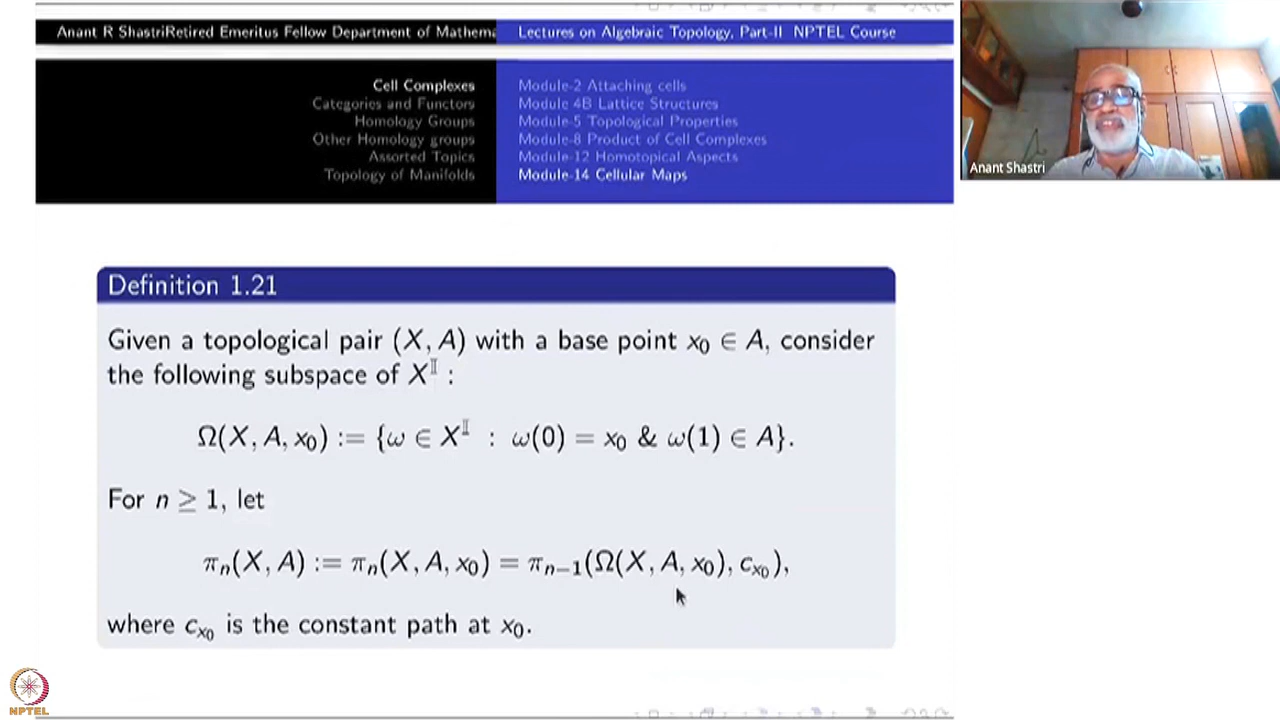 Anant R ShastriRetired Emeritus Fellow Department of Mathema
Lectures on Algebraic Topology, Part-II NPTEL Course
Cell Complexes
Categories and Functors
Homology Groups
Other Homology groups
Assorted Topics
Topology of Manifolds
Module-2 Attaching cells
Module 4B Lattice Structures
Module-5 Topological Properties
Module-8 Product of Cell Complexes
Module-12 Homotopical Aspects
Module-14 Cellular Maps
Anant Shastri
Definition 1.21
Given a topological pair (X, A) with a base point x₀ ∈ A, consider
the following subspace of X^𝕀 :
Ω(X, A, x₀) := {ω ∈ X^𝕀 : ω(0) = x₀ & ω(1) ∈ A}.
For n ≥ 1, let
πₙ(X, A) := πₙ(X, A, x₀) = πₙ₋₁(Ω(X, A, x₀), c_{x₀}),
where c_{x₀} is the constant path at x₀.
NPTEL